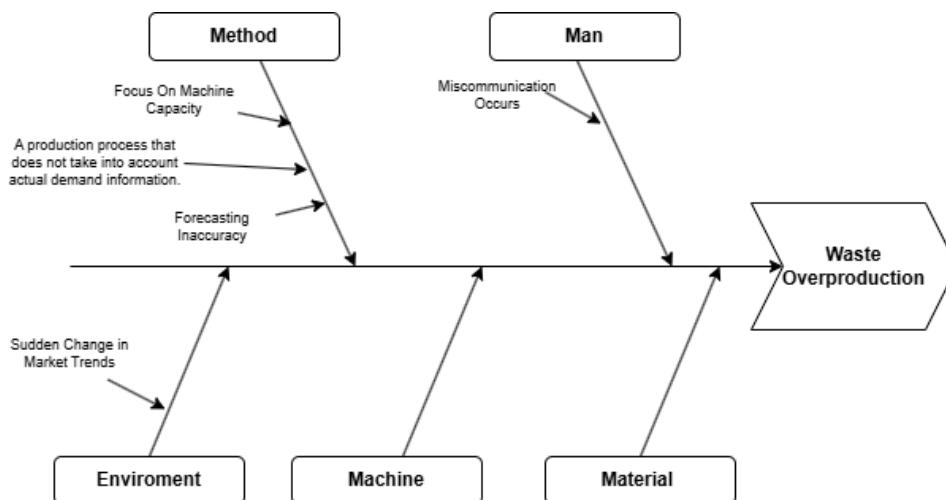 Method
Man
Focus On Machine
Capacity
Miscommunication
Occurs
A production process that
does not take into account
actual demand information.
Forecasting
Inaccuracy
Waste
Overproduction
Sudden Change in
Market Trends
Enviroment
Machine
Material